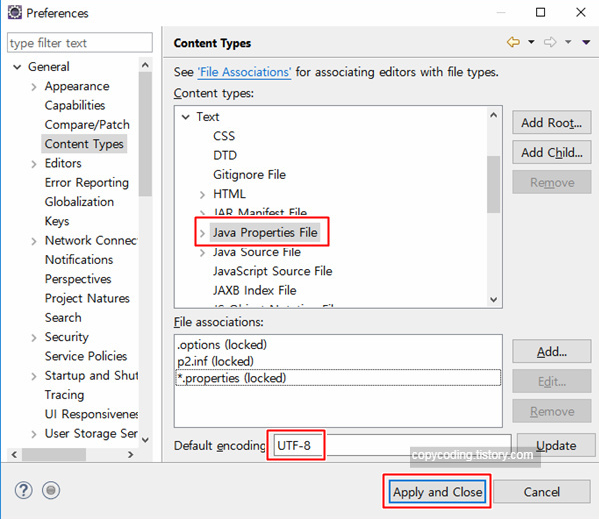 Preferences
type filter text
General
Appearance
Capabilities
Compare/Patch
Content Types
Editors
Error Reporting
Globalization
Keys
Network Connec
Notifications
Perspectives
Project Natures
Search
Security
Service Policies
Startup and Shut
Tracing
UI Responsivenes
User Storage Ser
Content Types
See 'File Associations' for associating editors with file types.
Content types:
Text
CSS
DTD
Gitignore File
HTML
JAR Manifest File
Java Properties File
Java Source File
JavaScript Source File
JAXB Index File
JS Object Notation File
Add Root...
Add Child...
Remove
File associations:
.options (locked)
p2.inf (locked)
*.properties (locked)
Add...
Edit...
Remove
Default encoding: UTF-8
Update
copycoding.tistory.com
Apply and Close
Cancel